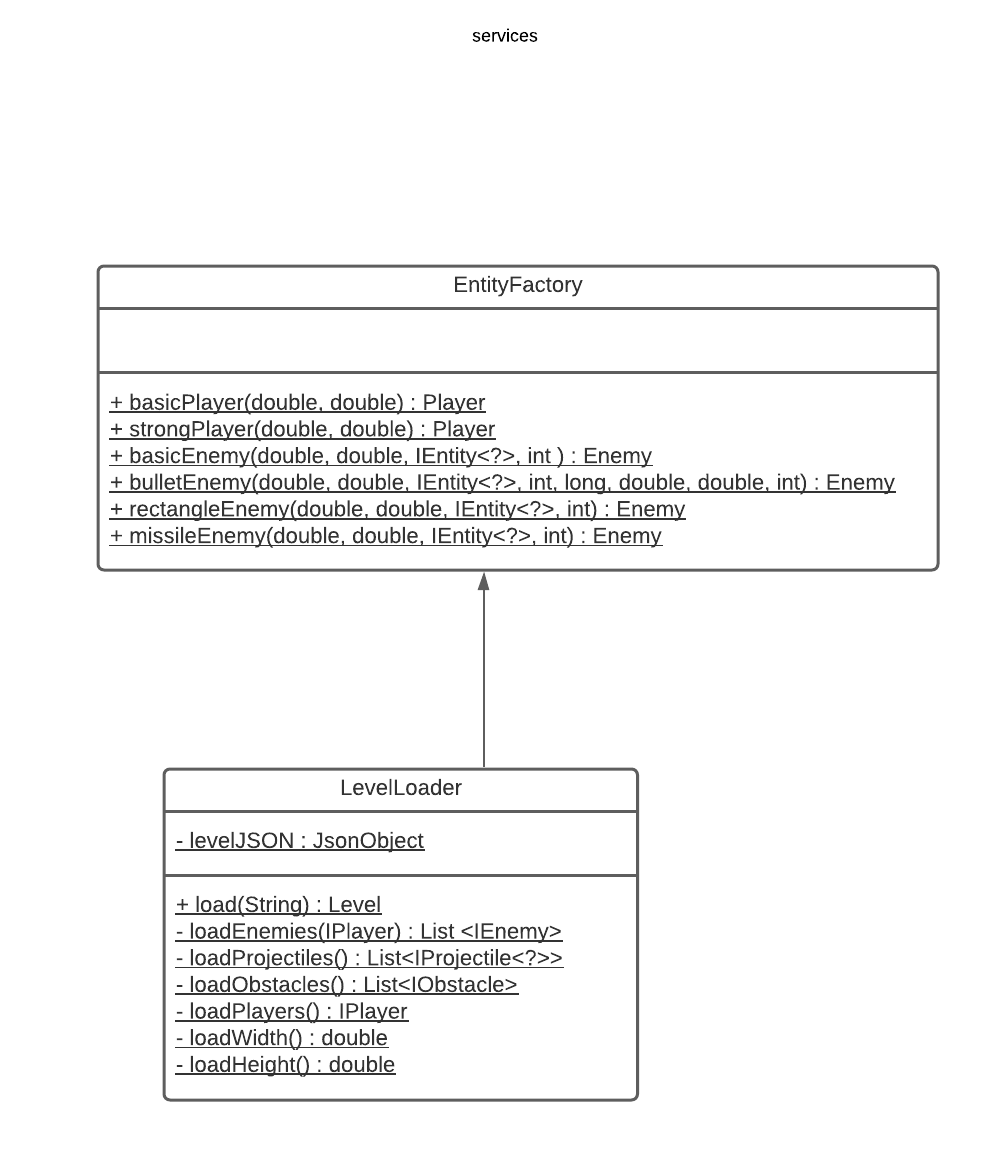 services
EntityFactory
+ basicPlayer(double, double) : Player
+ strongPlayer(double, double) : Player
+ basicEnemy(double, double, IEntity<?>, int ) : Enemy
+ bulletEnemy(double, double, IEntity<?>, int, long, double, double, int) : Enemy
+ rectangleEnemy(double, double, IEntity<?>, int) : Enemy
+ missileEnemy(double, double, IEntity<?>, int) : Enemy
LevelLoader
- levelJSON : JsonObject
+ load(String) : Level
- loadEnemies(IPlayer) : List <IEnemy>
- loadProjectiles() : List<IProjectile<?>>
- loadObstacles() : List<IObstacle>
- loadPlayers() : IPlayer
- loadWidth() : double
- loadHeight() : double